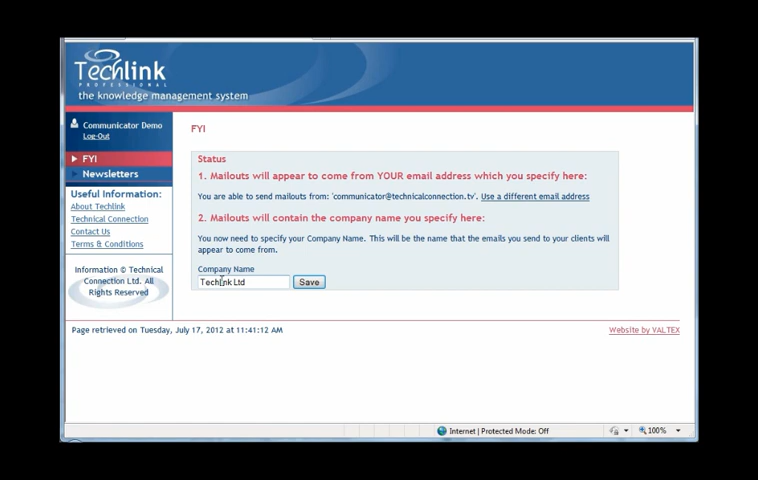 Techlink
PROFESSIONAL
the knowledge management system
Communicator Demo
Log-Out
FYI
Newsletters
Useful Information:
About Techlink
Technical Connection
Contact Us
Terms & Conditions
Information © Technical
Connection Ltd. All
Rights Reserved
FYI
Status
1. Mailouts will appear to come from YOUR email address which you specify here:
You are able to send mailouts from: 'communicator@technicalconnection.tv'. Use a different email address
2. Mailouts will contain the company name you specify here:
You now need to specify your Company Name. This will be the name that the emails you send to your clients will
appear to come from.
Company Name
Techlink Ltd
Save
Page retrieved on Tuesday, July 17, 2012 at 11:41:12 AM
Website by VALTEX
Internet | Protected Mode: Off
100%